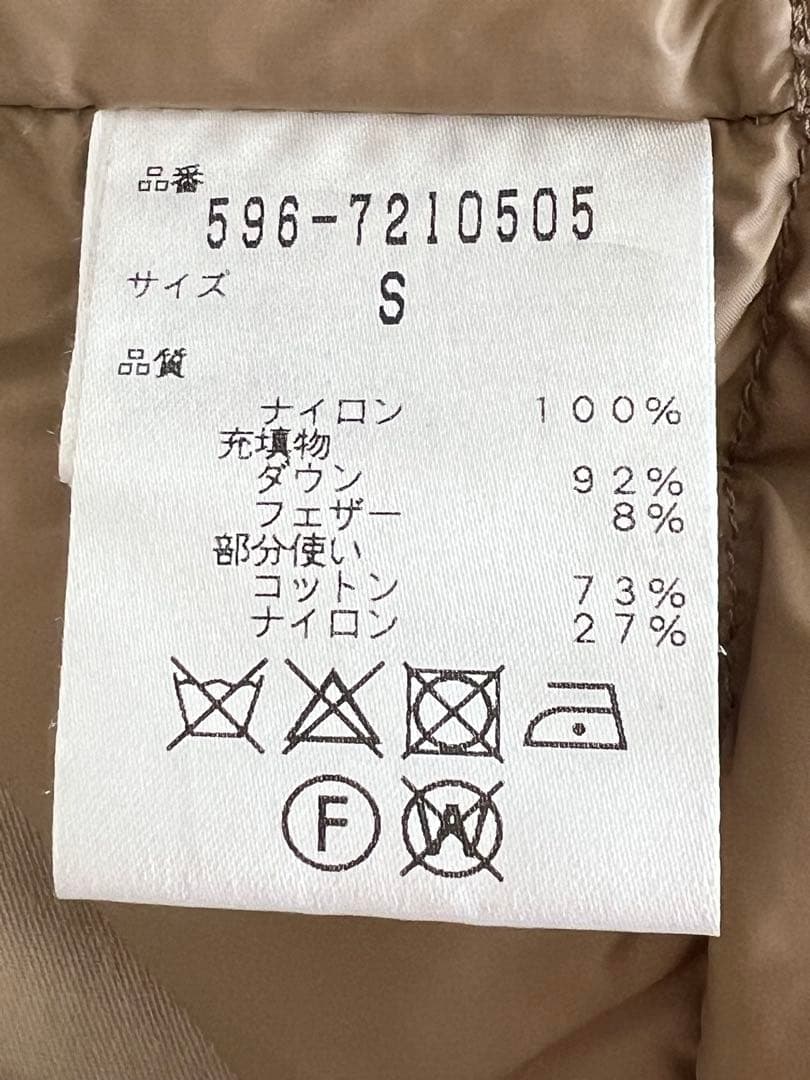 品番
596-7210505
サイズ S
品質
ナイロン 100%
充填物
ダウン 92%
フェザー 8%
部分使い
コットン 73%
ナイロン 27%
F W